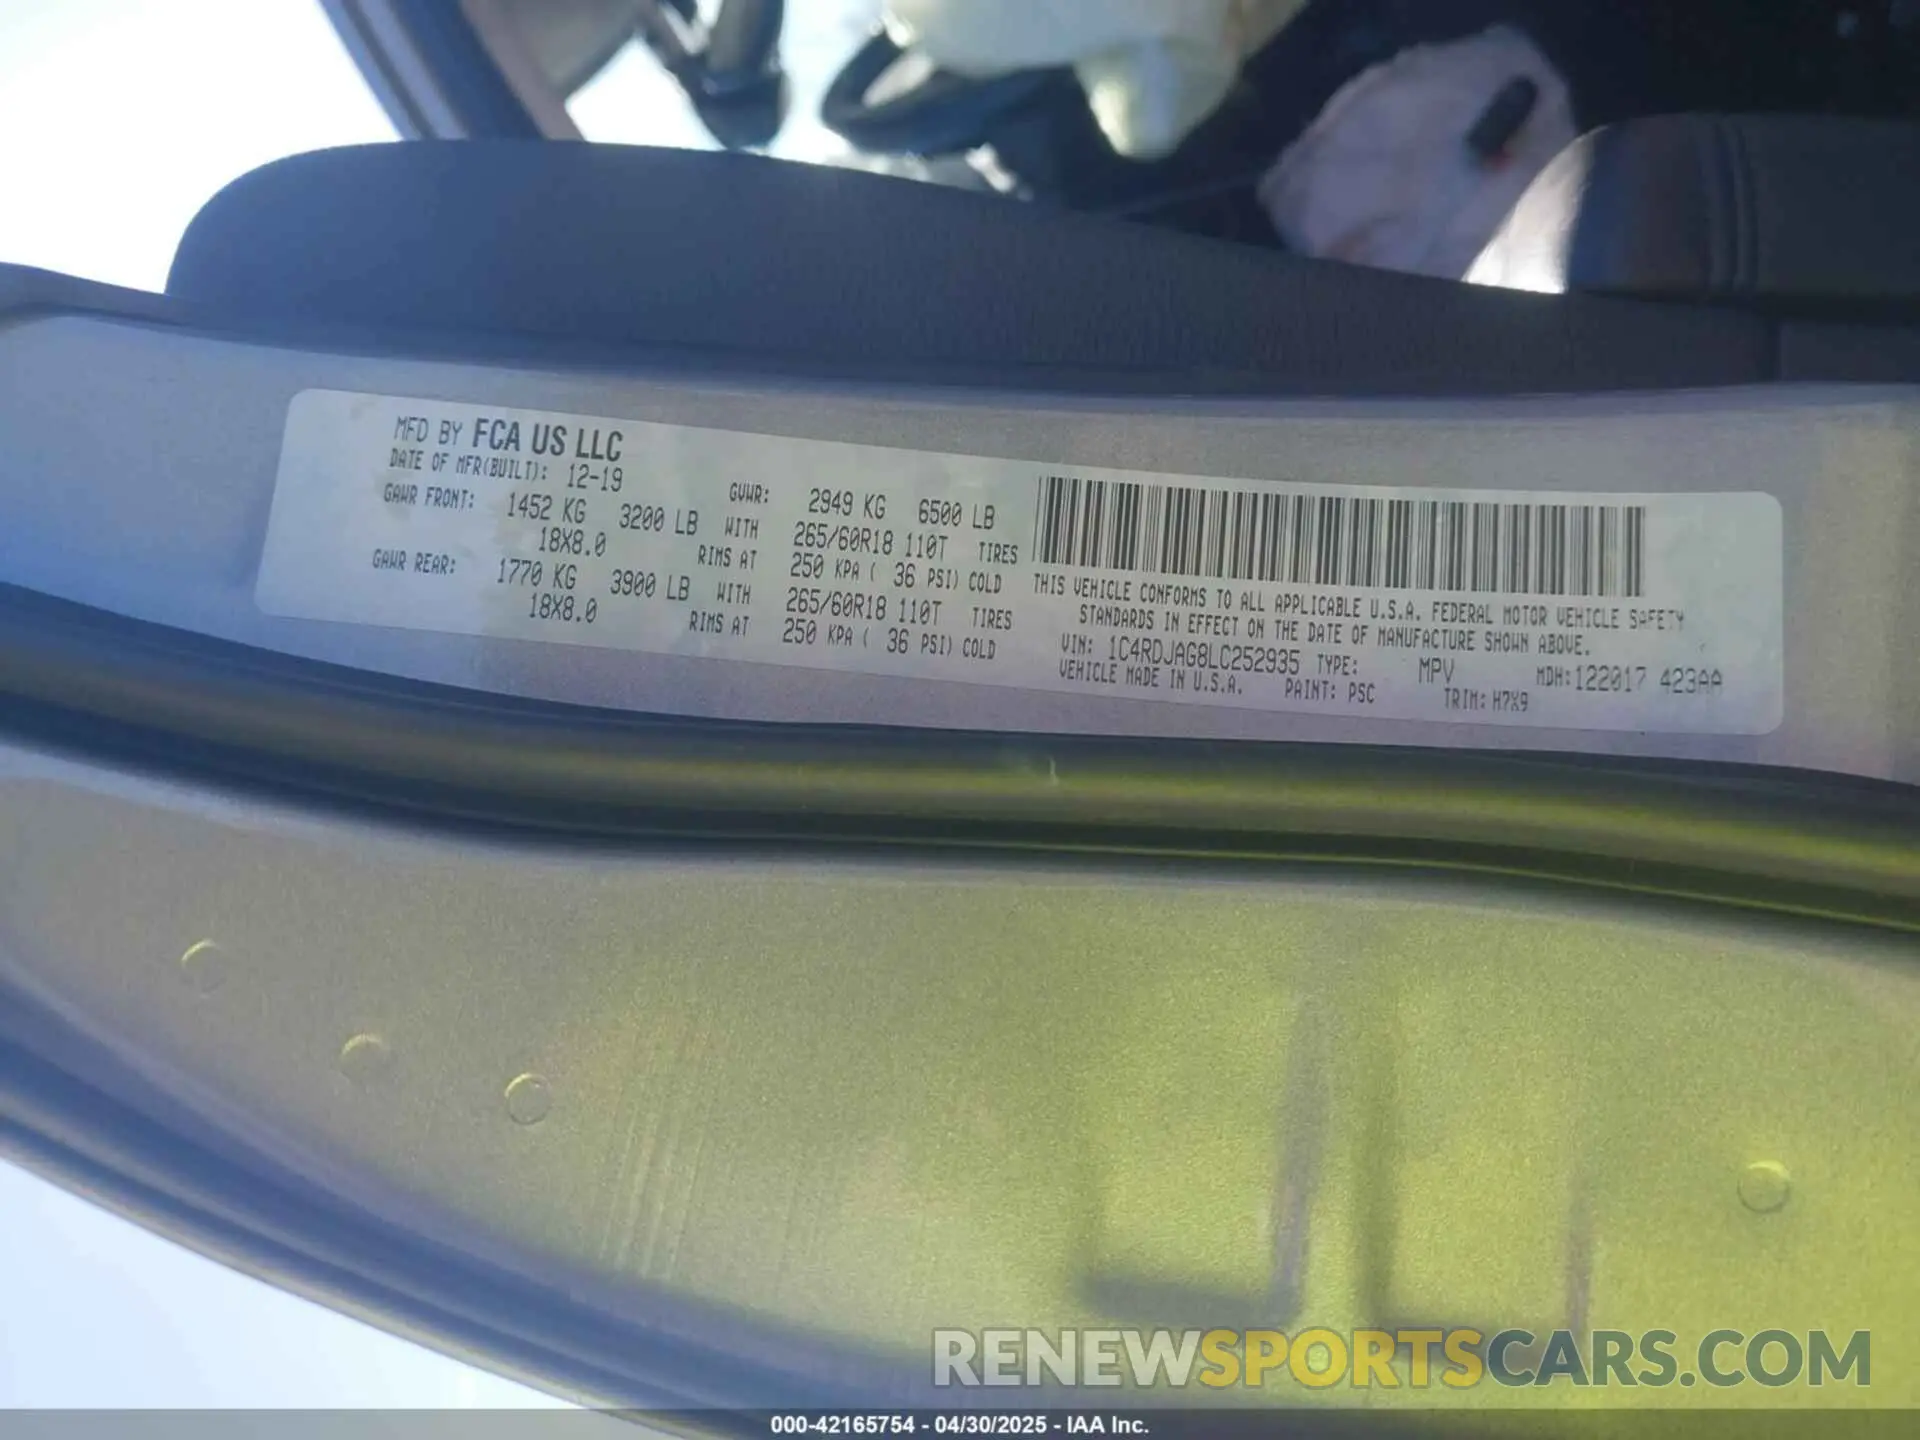 MFD BY FCA US LLC
DATE OF MFR(BUILT): 12-19
GVWR: 2949 KG 6500 LB
GAWR FRONT: 1452 KG 3200 LB WITH 265/60R18 110T TIRES
18X8.0 RIMS AT 250 KPA ( 36 PSI) COLD
GAWR REAR: 1770 KG 3900 LB WITH 265/60R18 110T TIRES
18X8.0 RIMS AT 250 KPA ( 36 PSI) COLD
THIS VEHICLE CONFORMS TO ALL APPLICABLE U.S.A. FEDERAL MOTOR VEHICLE SAFETY
STANDARDS IN EFFECT ON THE DATE OF MANUFACTURE SHOWN ABOVE.
VIN: 1C4RDJAG8LC252935 TYPE: MPV MDH:122017 423AA
VEHICLE MADE IN U.S.A. PAINT: PSC TRIM: H7X9
RENEWSPORTSCARS.COM
000-42165754 - 04/30/2025 - IAA Inc.